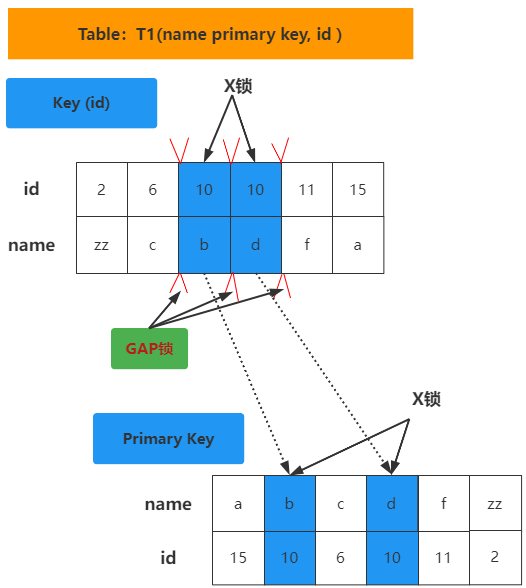 Table：T1(name primary key, id )
X锁
Key (id)
id 2 6 10 10 11 15
name zz c b d f a
GAP锁
X锁
Primary Key
name a b c d f zz
id 15 10 6 10 11 2